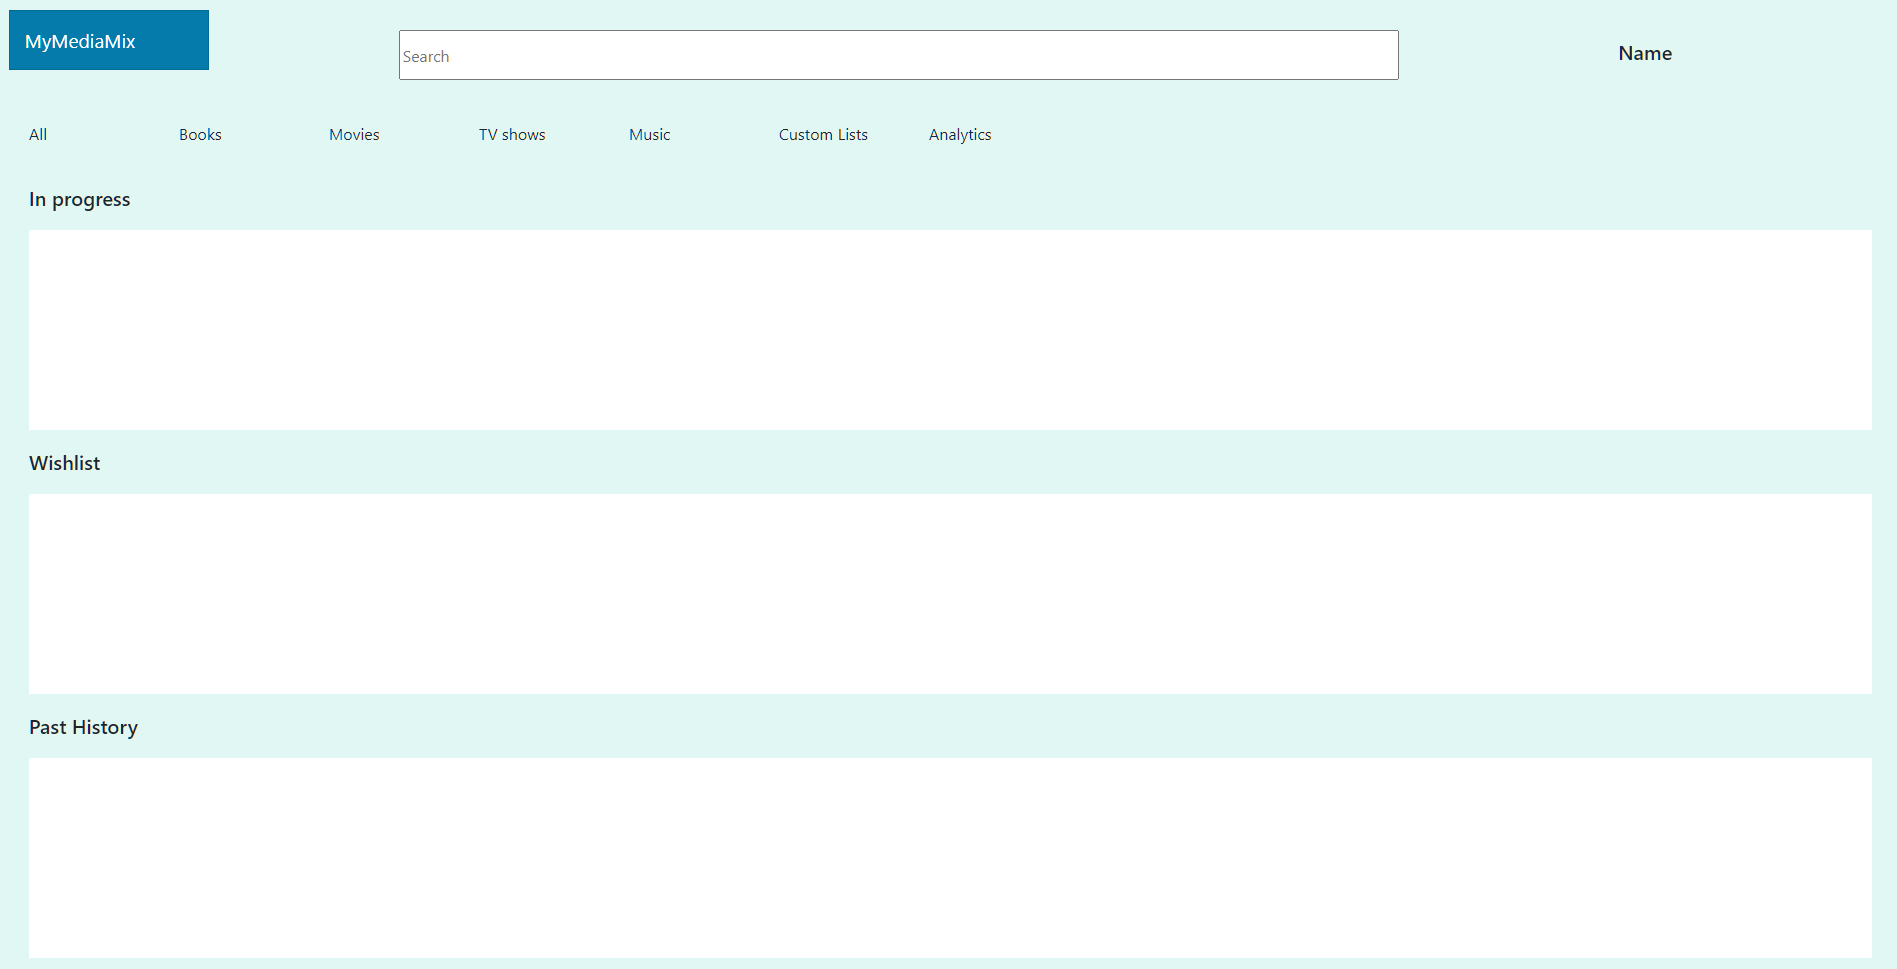 MyMediaMix
Search
Name
All Books Movies TV shows Music Custom Lists Analytics
In progress
Wishlist
Past History